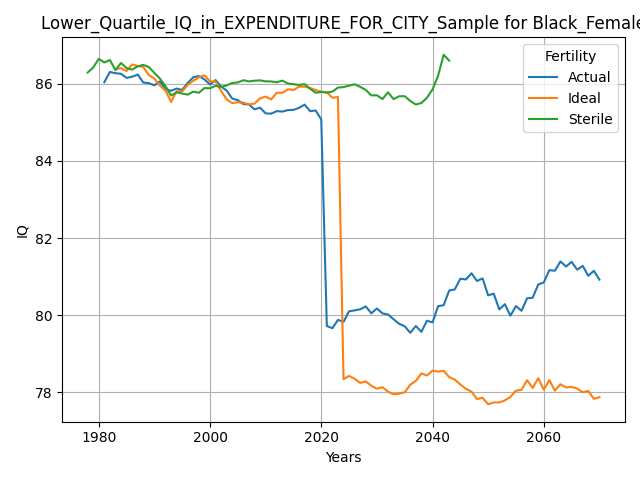 Lower_Quartile_IQ_in_EXPENDITURE_FOR_CITY_Sample for Black_Female
Fertility
Actual
Ideal
Sterile
86
84
82
80
78
IQ
1980
2000
2020
2040
2060
Years